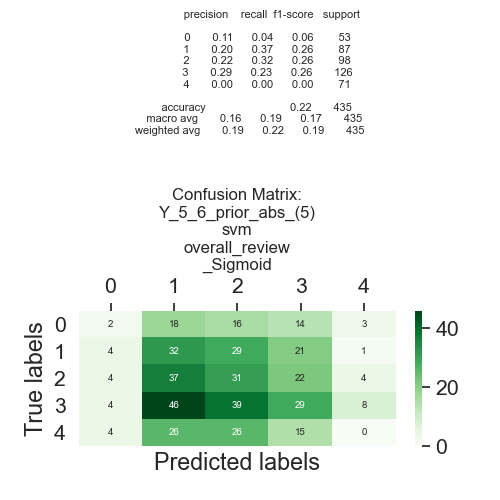 precision recall f1-score support
0 0.11 0.04 0.06 53
1 0.20 0.37 0.26 87
2 0.22 0.32 0.26 98
3 0.29 0.23 0.26 126
4 0.00 0.00 0.00 71
accuracy 0.22 435
macro avg 0.16 0.19 0.17 435
weighted avg 0.19 0.22 0.19 435
Confusion Matrix:
Y_5_6_prior_abs_(5)
svm
overall_review
_Sigmoid
0 1 2 3 4
0 2 18 16 14 3
1 4 32 29 21 1
2 4 37 31 22 4
3 4 46 39 29 8
4 4 26 26 15 0
True labels
Predicted labels
40
20
0